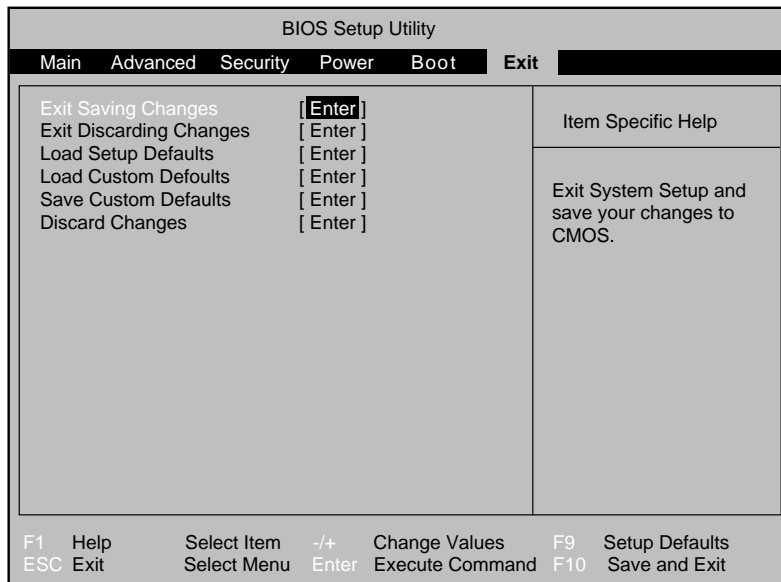 BIOS Setup Utility
Main Advanced Security Power Boot Exit
Exit Saving Changes [ Enter ]
Exit Discarding Changes [ Enter ]
Load Setup Defaults [ Enter ]
Load Custom Defoults [ Enter ]
Save Custom Defaults [ Enter ]
Discard Changes [ Enter ]
Item Specific Help
Exit System Setup and
save your changes to
CMOS.
F1 Help Select Item -/+ Change Values F9 Setup Defaults
ESC Exit Select Menu Enter Execute Command F10 Save and Exit